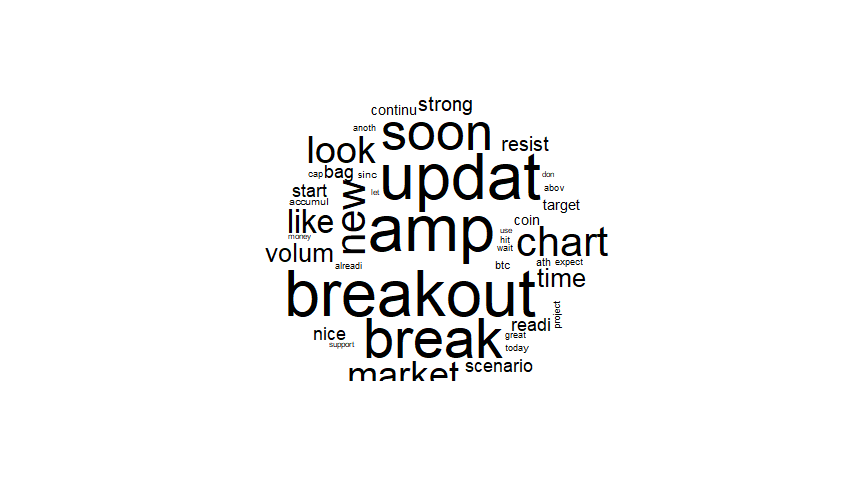 continu strong
anoth soon
look resist
cap bag sinc updat don
start new let abov
accumul target
like amp coin
money use chart
volum hit
wait
alreadi btc ath expect
breakout time
project
nice break readi
support great
today
market scenario